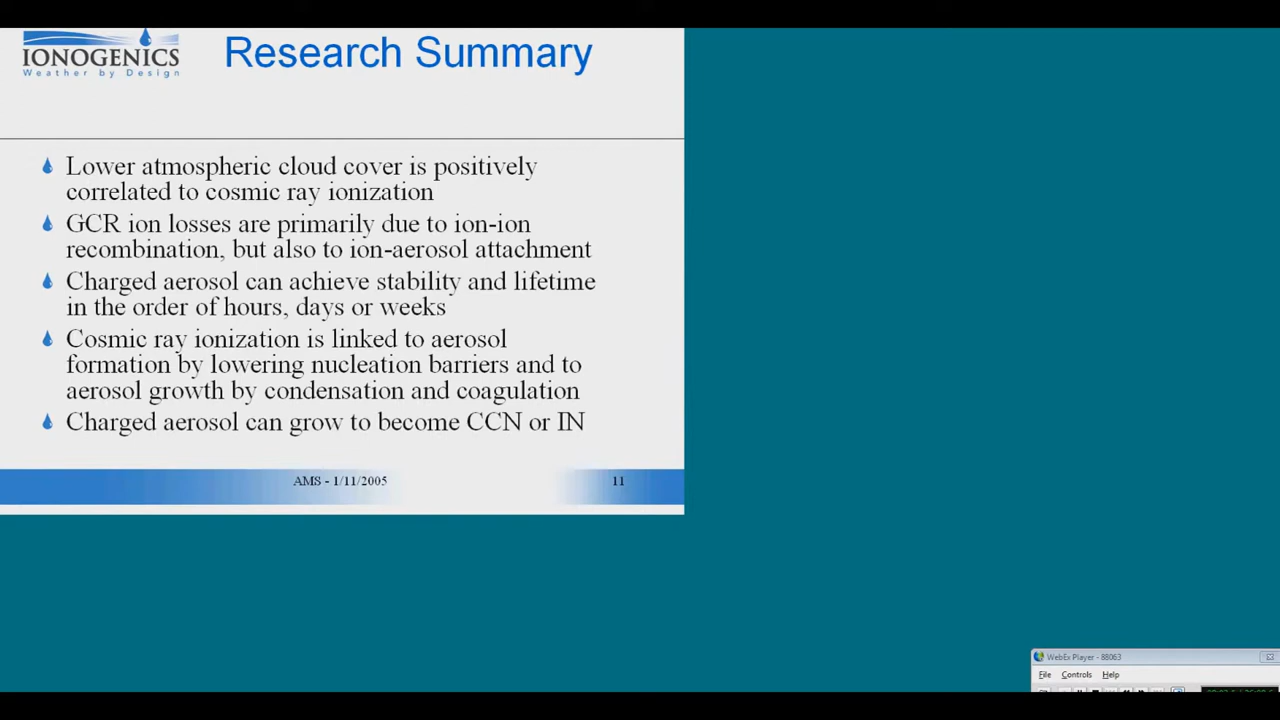 IONOGENICS
Weather by Design
Research Summary
Lower atmospheric cloud cover is positively
correlated to cosmic ray ionization
GCR ion losses are primarily due to ion-ion
recombination, but also to ion-aerosol attachment
Charged aerosol can achieve stability and lifetime
in the order of hours, days or weeks
Cosmic ray ionization is linked to aerosol
formation by lowering nucleation barriers and to
aerosol growth by condensation and coagulation
Charged aerosol can grow to become CCN or IN
AMS - 1/11/2005
11
WebEx Player - 88063
File Controls Help